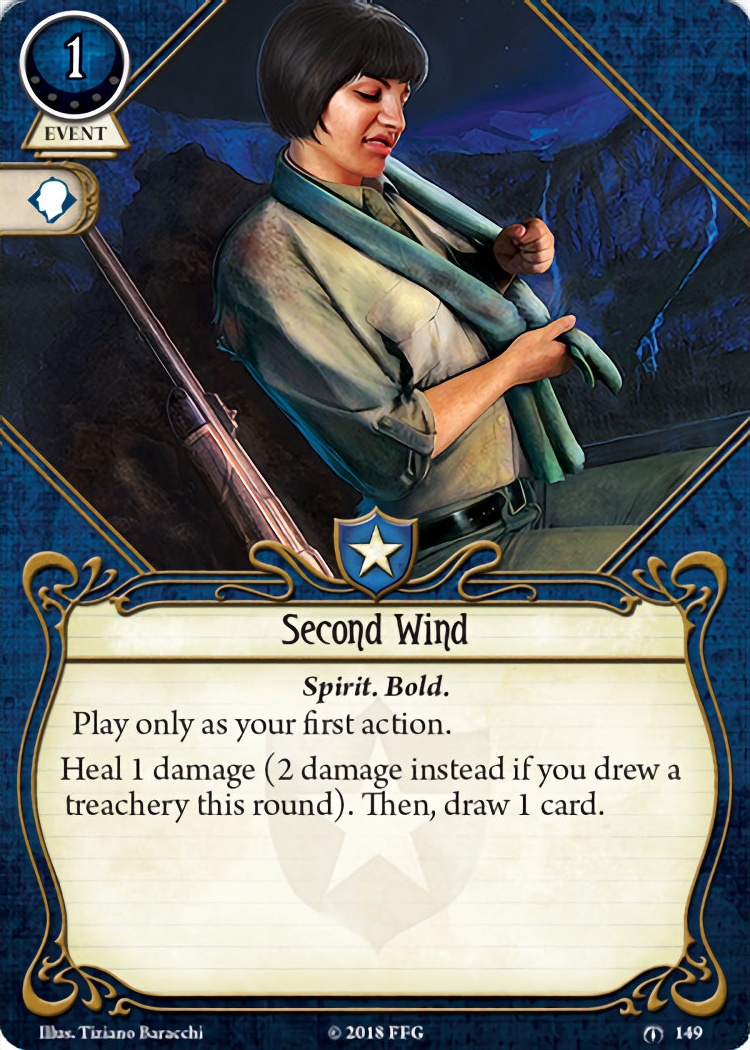 1
EVENT
Second Wind
Spirit. Bold.
Play only as your first action.
Heal 1 damage (2 damage instead if you drew a
treachery this round). Then, draw 1 card.
Illus. Tiziano Baracchi © 2018 FFG 149